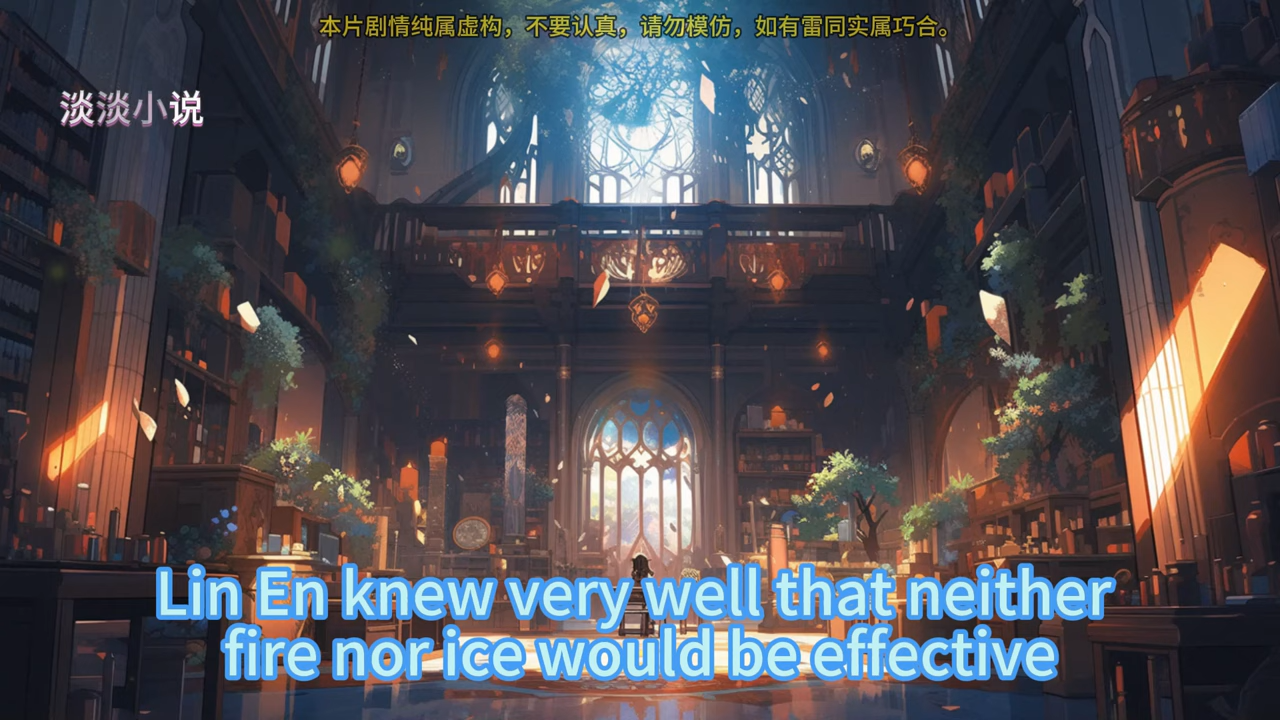 本片剧情纯属虚构，不要认真，请勿模仿，如有雷同实属巧合。
淡淡小说
Lin En knew very well that neither
fire nor ice would be effective